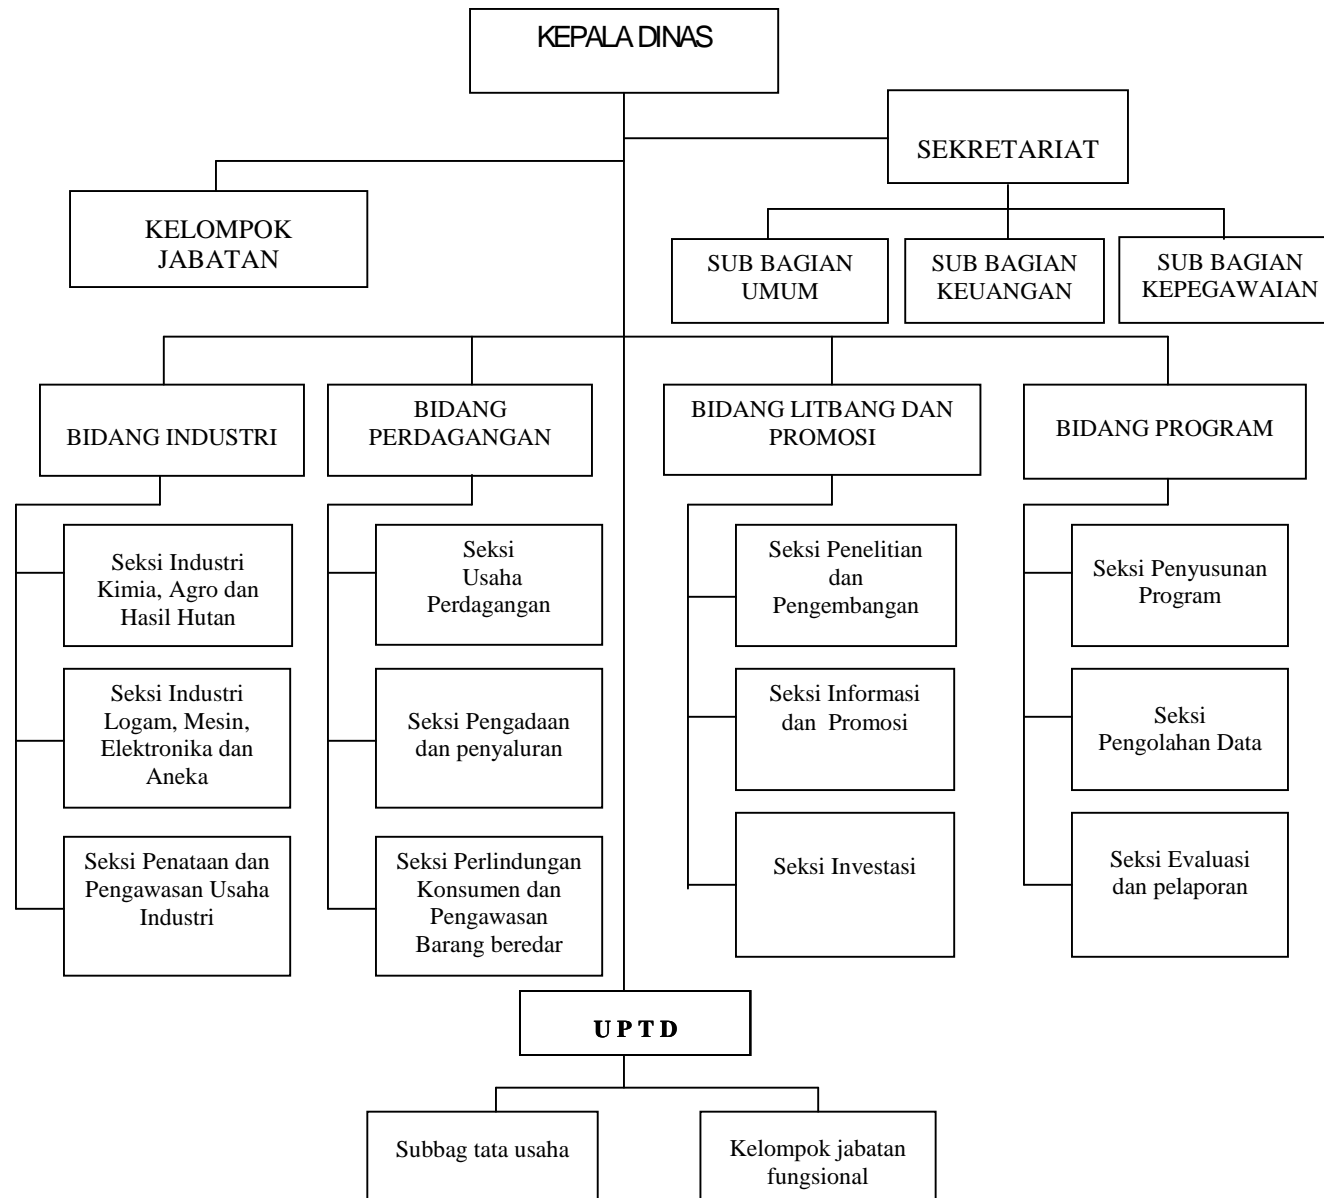 KEPALA DINAS
SEKRETARIAT
KELOMPOK
JABATAN
SUB BAGIAN
UMUM
SUB BAGIAN
KEUANGAN
SUB BAGIAN
KEPEGAWAIAN
BIDANG INDUSTRI
BIDANG
PERDAGANGAN
BIDANG LITBANG DAN
PROMOSI
BIDANG PROGRAM
Seksi Industri
Kimia, Agro dan
Hasil Hutan
Seksi
Usaha
Perdagangan
Seksi Penelitian
dan
Pengembangan
Seksi Penyusunan
Program
Seksi Industri
Logam, Mesin,
Elektronika dan
Aneka
Seksi Pengadaan
dan penyaluran
Seksi Informasi
dan  Promosi
Seksi
Pengolahan Data
Seksi Penataan dan
Pengawasan Usaha
Industri
Seksi Perlindungan
Konsumen dan
Pengawasan
Barang beredar
Seksi Investasi
Seksi Evaluasi
dan pelaporan
U P T D
Subbag tata usaha
Kelompok jabatan
fungsional